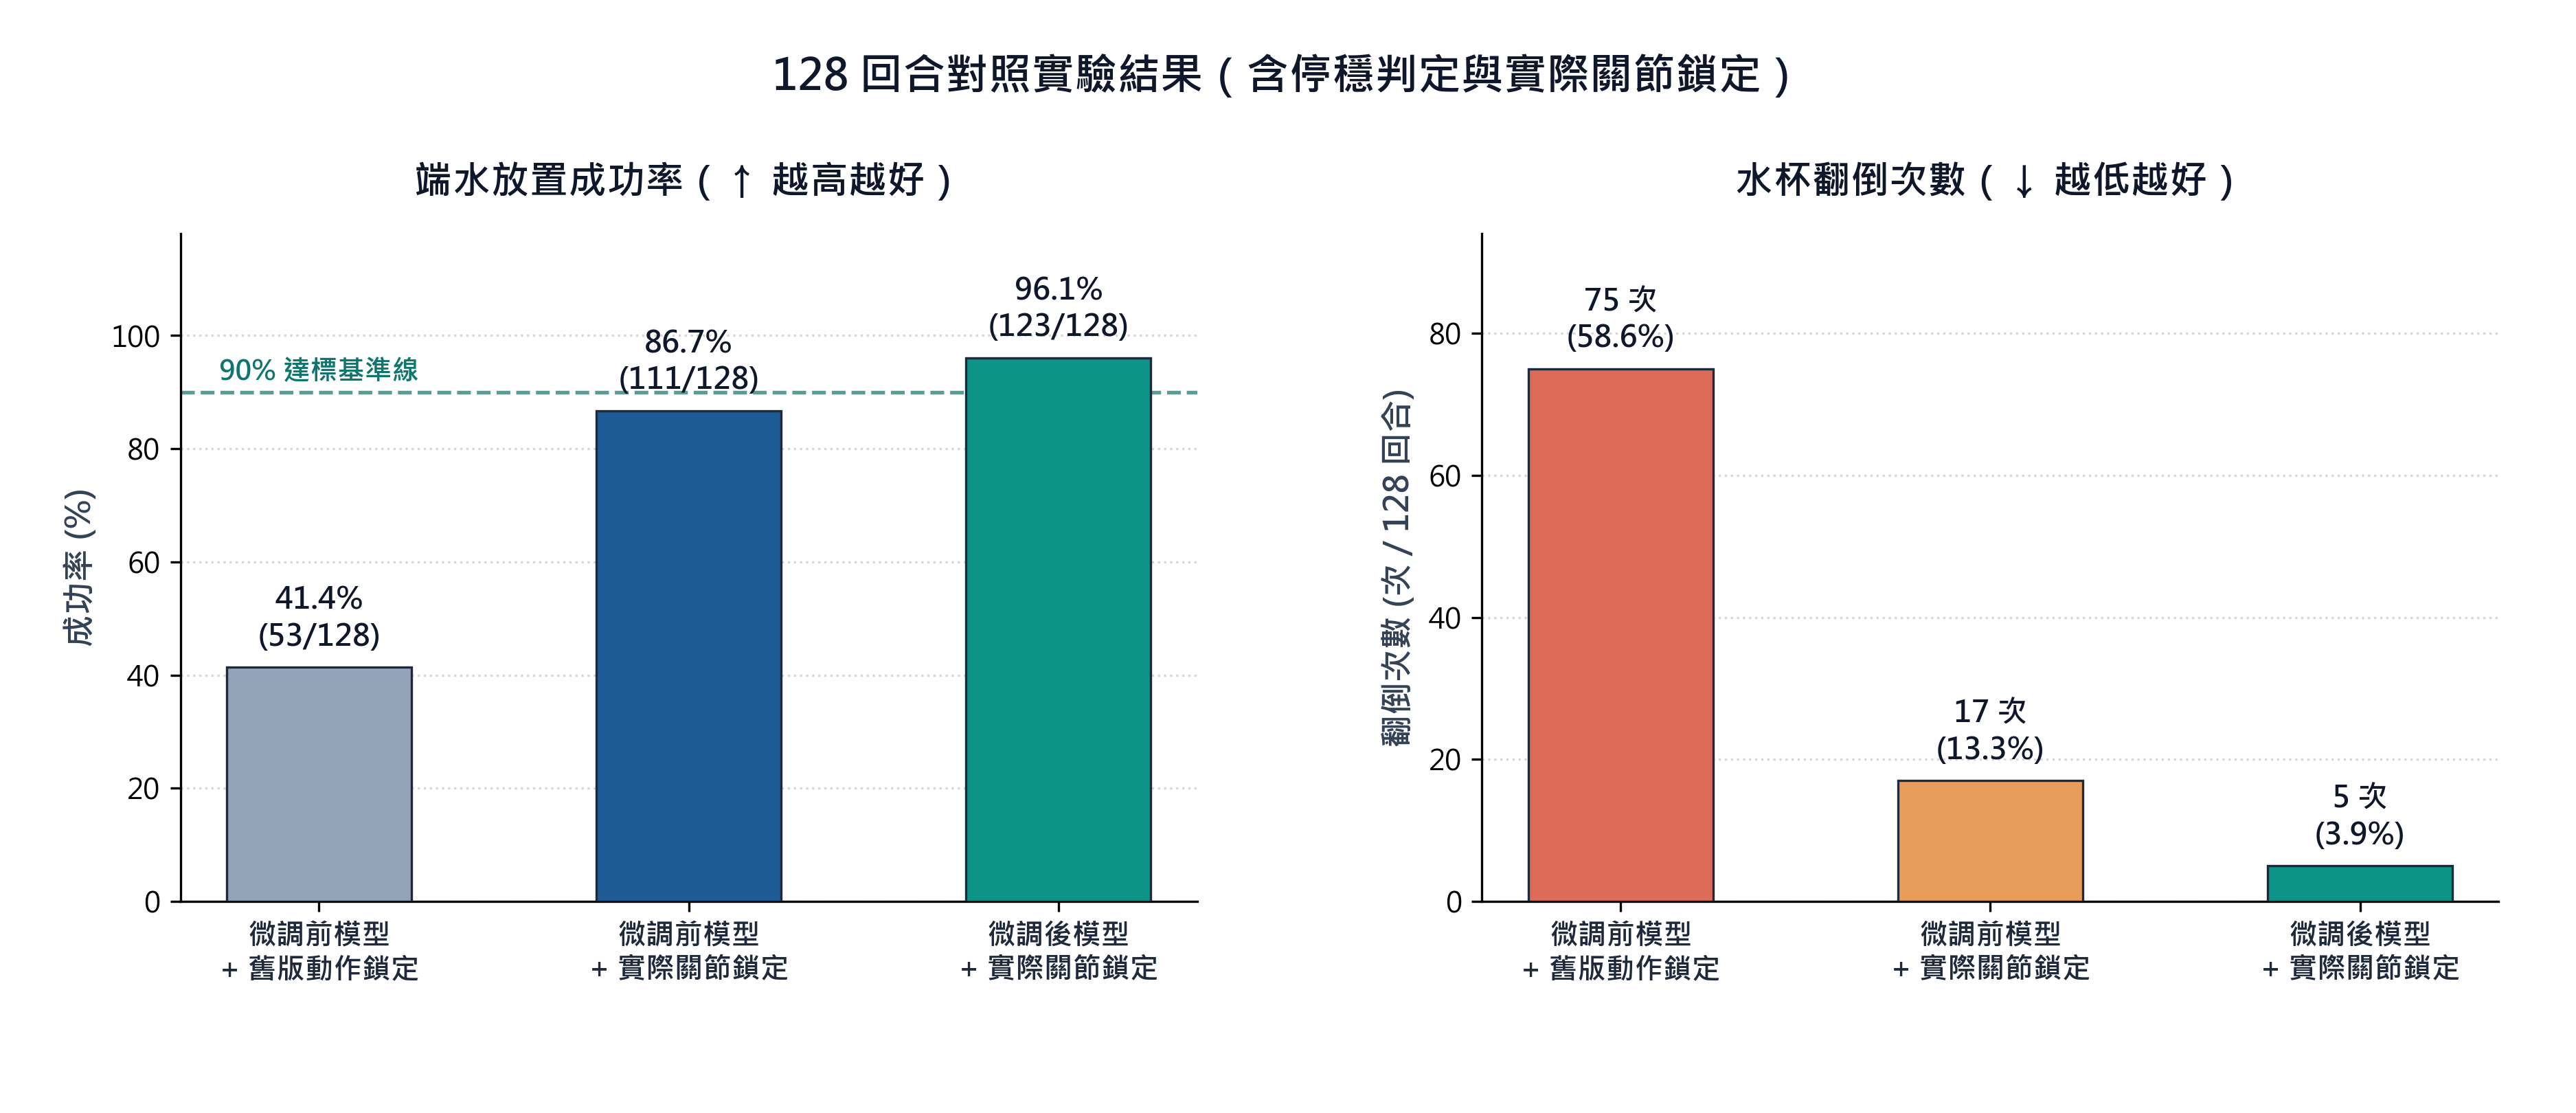 128 回合對照實驗結果 ( 含停穩判定與實際關節鎖定 )
端水放置成功率 ( ↑ 越高越好 )
成功率 (%)
100
80
60
40
20
0
90% 達標基準線
41.4%
(53/128)
86.7%
(111/128)
96.1%
(123/128)
微調前模型
+ 舊版動作鎖定
微調前模型
+ 實際關節鎖定
微調後模型
+ 實際關節鎖定
水杯翻倒次數 ( ↓ 越低越好 )
翻倒次數 (次 / 128 回合)
80
60
40
20
0
75 次
(58.6%)
17 次
(13.3%)
5 次
(3.9%)
微調前模型
+ 舊版動作鎖定
微調前模型
+ 實際關節鎖定
微調後模型
+ 實際關節鎖定